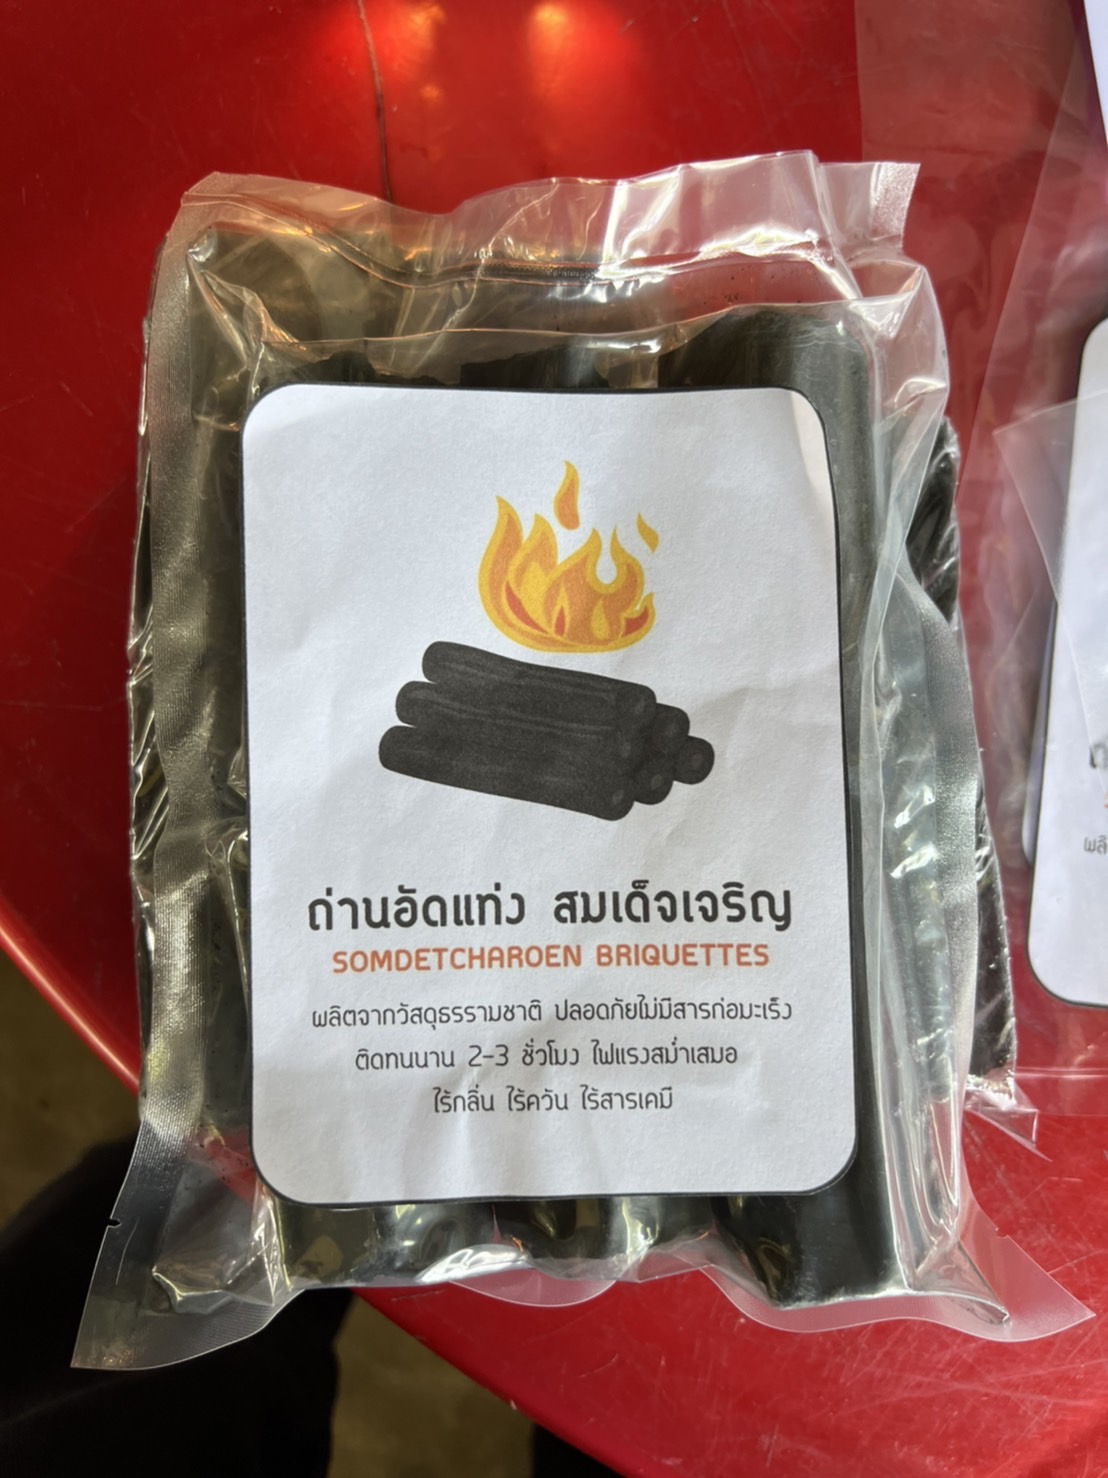 ถ่านอัดแท่ง สมเด็จเจริญ
SOMDETCHAROEN BRIQUETTES
ผลิตจากวัสดุธรรมชาติ ปลอดภัยไม่มีสารก่อมะเร็ง
ติดทนนาน 2-3 ชั่วโมง ไฟแรงสม่ำเสมอ
ไร้กลิ่น ไร้ควัน ไร้สารเคมี